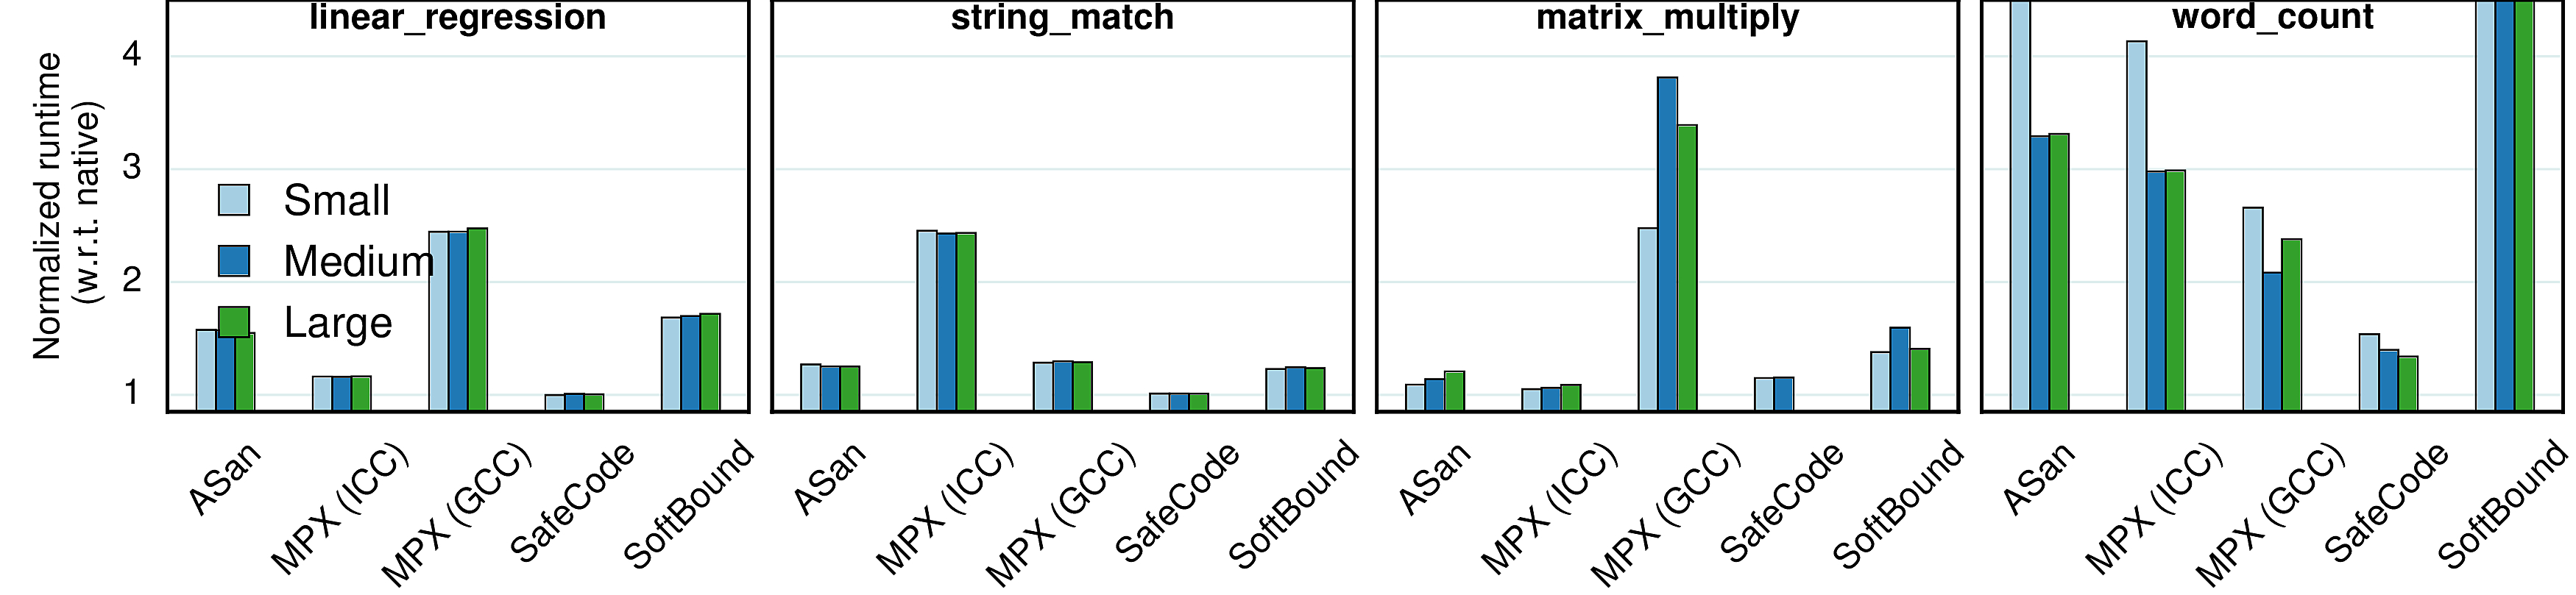 linear_regression
string_match
matrix_multiply
word_count
Normalized runtime
(w.r.t. native)
4
3
2
1
Small
Medium
Large
ASan
MPX (ICC)
MPX (GCC)
SafeCode
SoftBound
ASan
MPX (ICC)
MPX (GCC)
SafeCode
SoftBound
ASan
MPX (ICC)
MPX (GCC)
SafeCode
SoftBound
ASan
MPX (ICC)
MPX (GCC)
SafeCode
SoftBound